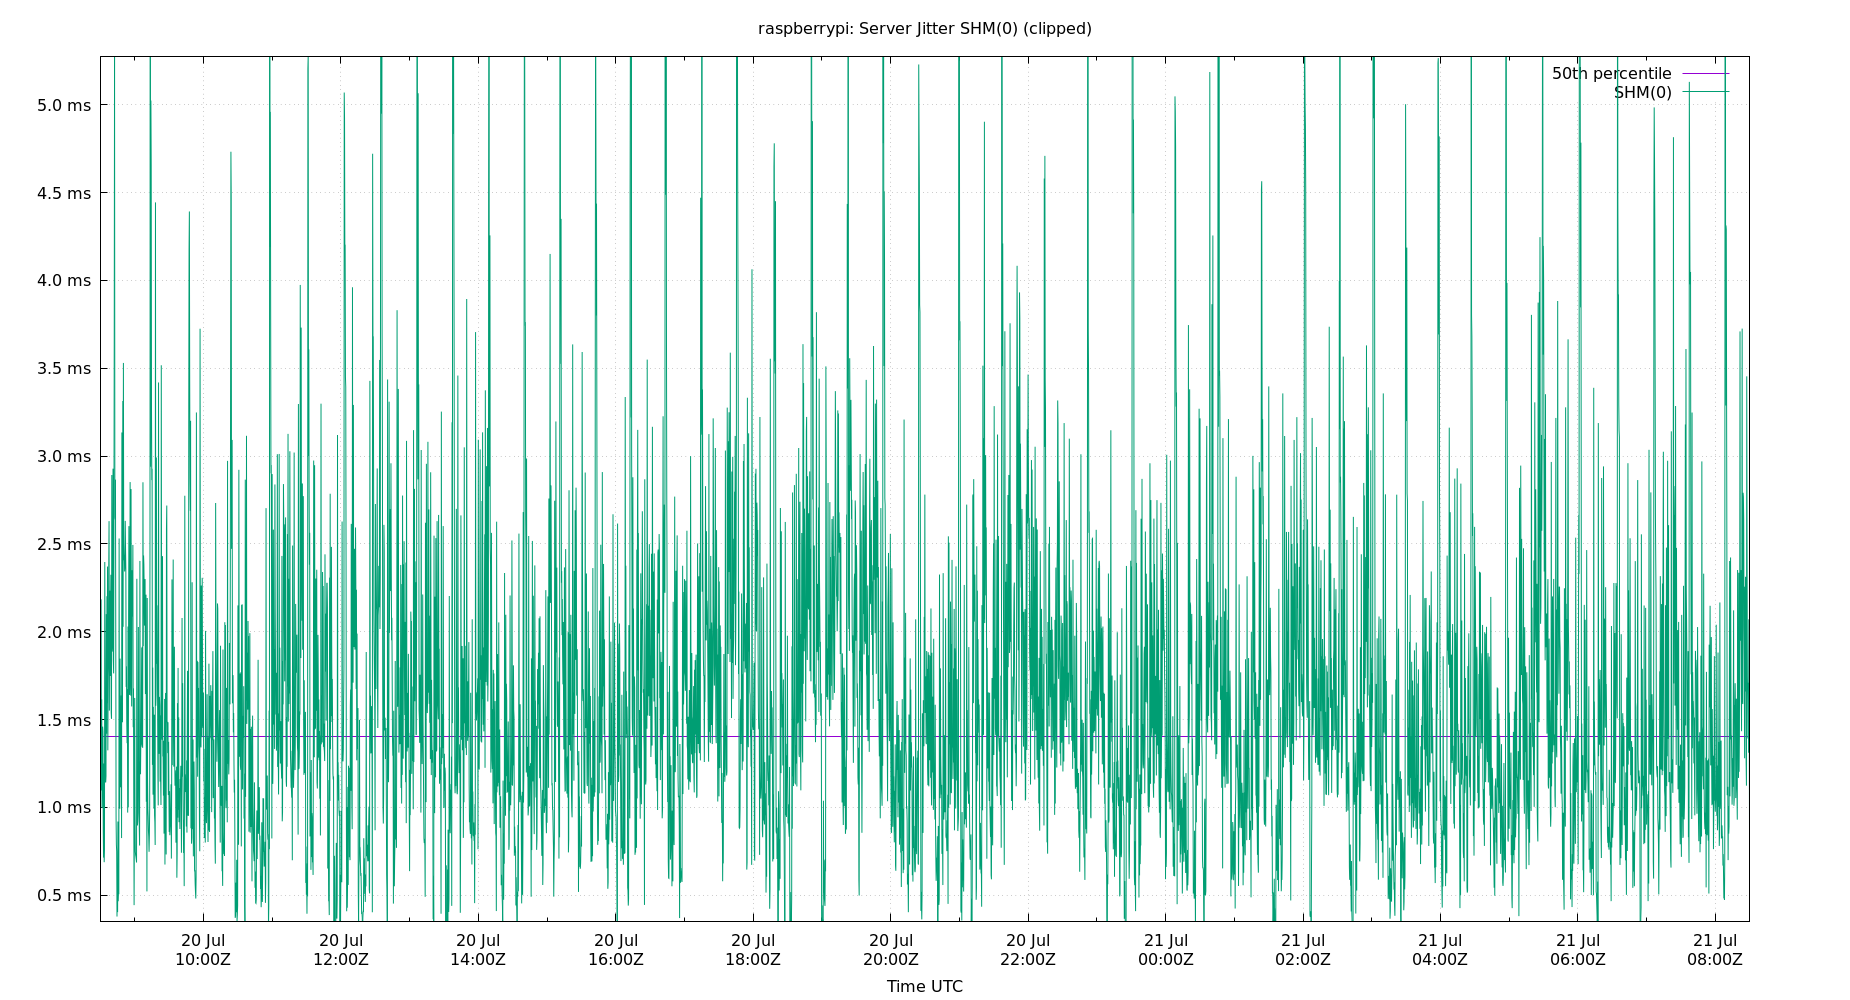 raspberrypi: Server Jitter SHM(0) (clipped)
50th percentile
SHM(0)
5.0 ms
4.5 ms
4.0 ms
3.5 ms
3.0 ms
2.5 ms
2.0 ms
1.5 ms
1.0 ms
0.5 ms
20 Jul 20 Jul 20 Jul 20 Jul 20 Jul 20 Jul 20 Jul 21 Jul 21 Jul 21 Jul 21 Jul 21 Jul
10:00Z 12:00Z 14:00Z 16:00Z 18:00Z 20:00Z 22:00Z 00:00Z 02:00Z 04:00Z 06:00Z 08:00Z
Time UTC